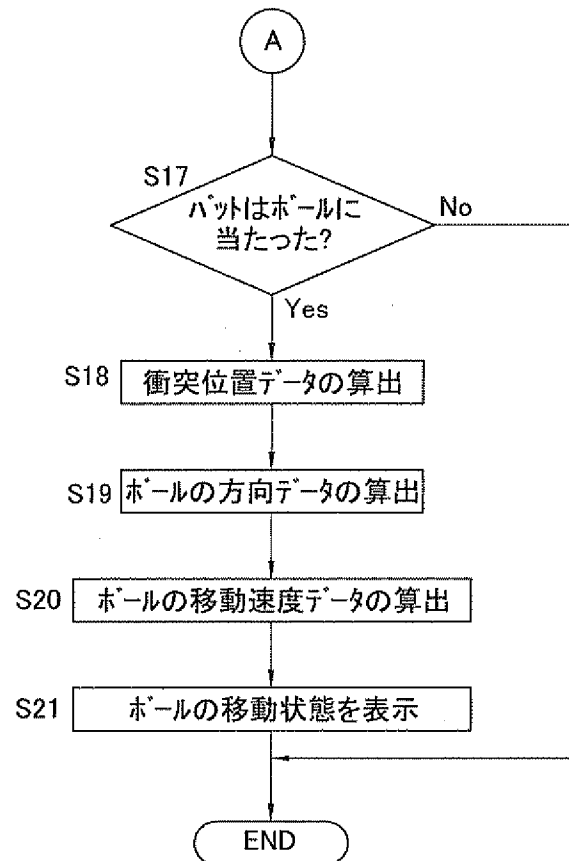 A
S17
バットはボールに
当たった?
No
Yes
S18 衝突位置データの算出
S19 ボールの方向データの算出
S20 ボールの移動速度データの算出
S21 ボールの移動状態を表示
END